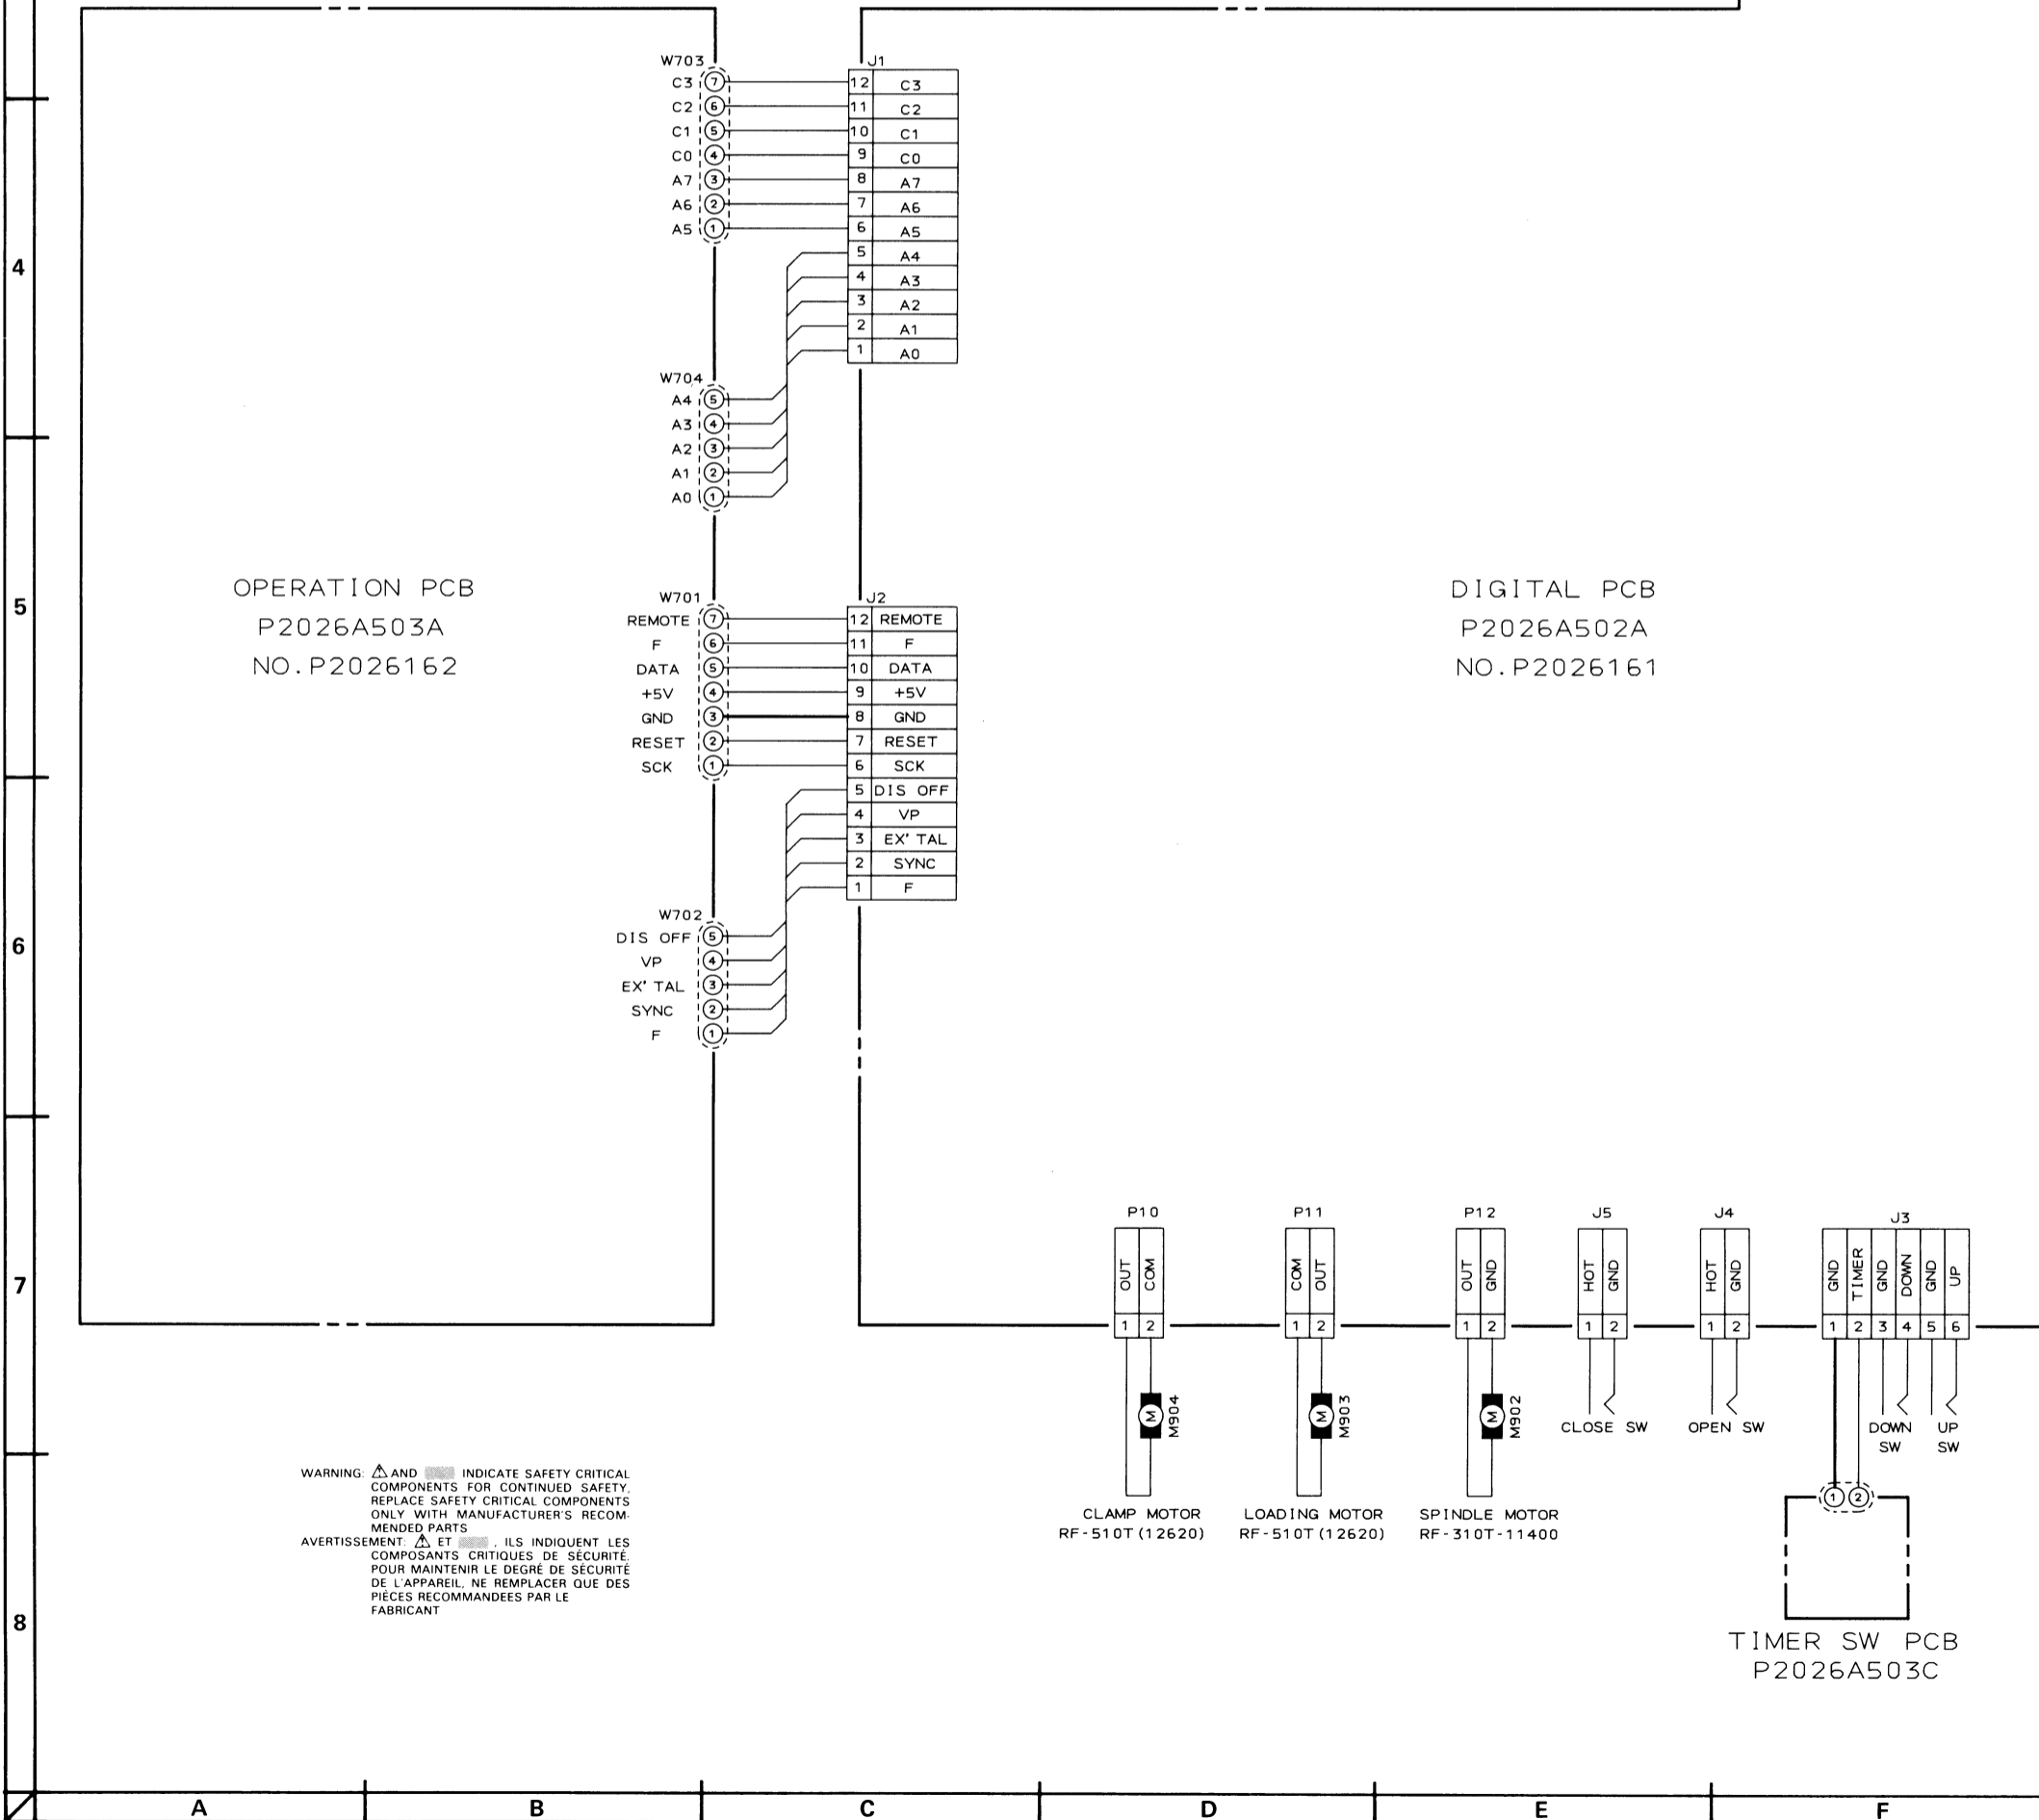 W703
C3 7
C2 6
C1 5
C0 4
A7 3
A6 2
A5 1
J1
12 C3
11 C2
10 C1
9 C0
8 A7
7 A6
6 A5
5 A4
4 A3
3 A2
2 A1
1 A0
W704
A4 5
A3 4
A2 3
A1 2
A0 1
4
OPERATION PCB
P2026A503A
NO.P2026162
DIGITAL PCB
P2026A502A
NO.P2026161
5
W701
REMOTE 7
F 6
DATA 5
+5V 4
GND 3
RESET 2
SCK 1
J2
12 REMOTE
11 F
10 DATA
9 +5V
8 GND
7 RESET
6 SCK
5 DIS OFF
4 VP
3 EX' TAL
2 SYNC
1 F
W702
DIS OFF 5
VP 4
EX' TAL 3
SYNC 2
F 1
6
7
P10
OUT COM
1 2
M
M904
CLAMP MOTOR
RF-510T(12620)
P11
COM OUT
1 2
M
M903
LOADING MOTOR
RF-510T(12620)
P12
OUT GND
1 2
M
M902
SPINDLE MOTOR
RF-310T-11400
J5
HOT GND
1 2
CLOSE SW
J4
HOT GND
1 2
OPEN SW
J3
GND TIMER GND DOWN GND UP
1 2 3 4 5 6
DOWN
SW
UP
SW
1 2
TIMER SW PCB
P2026A503C
WARNING: ⚠ AND INDICATE SAFETY CRITICAL
COMPONENTS FOR CONTINUED SAFETY,
REPLACE SAFETY CRITICAL COMPONENTS
ONLY WITH MANUFACTURER'S RECOM-
MENDED PARTS
AVERTISSEMENT: ⚠ ET , ILS INDIQUENT LES
COMPOSANTS CRITIQUES DE SÉCURITÉ.
POUR MAINTENIR LE DEGRÉ DE SÉCURITÉ
DE L'APPAREIL, NE REMPLACER QUE DES
PIÈCES RECOMMANDEES PAR LE
FABRICANT
8
A B C D E F